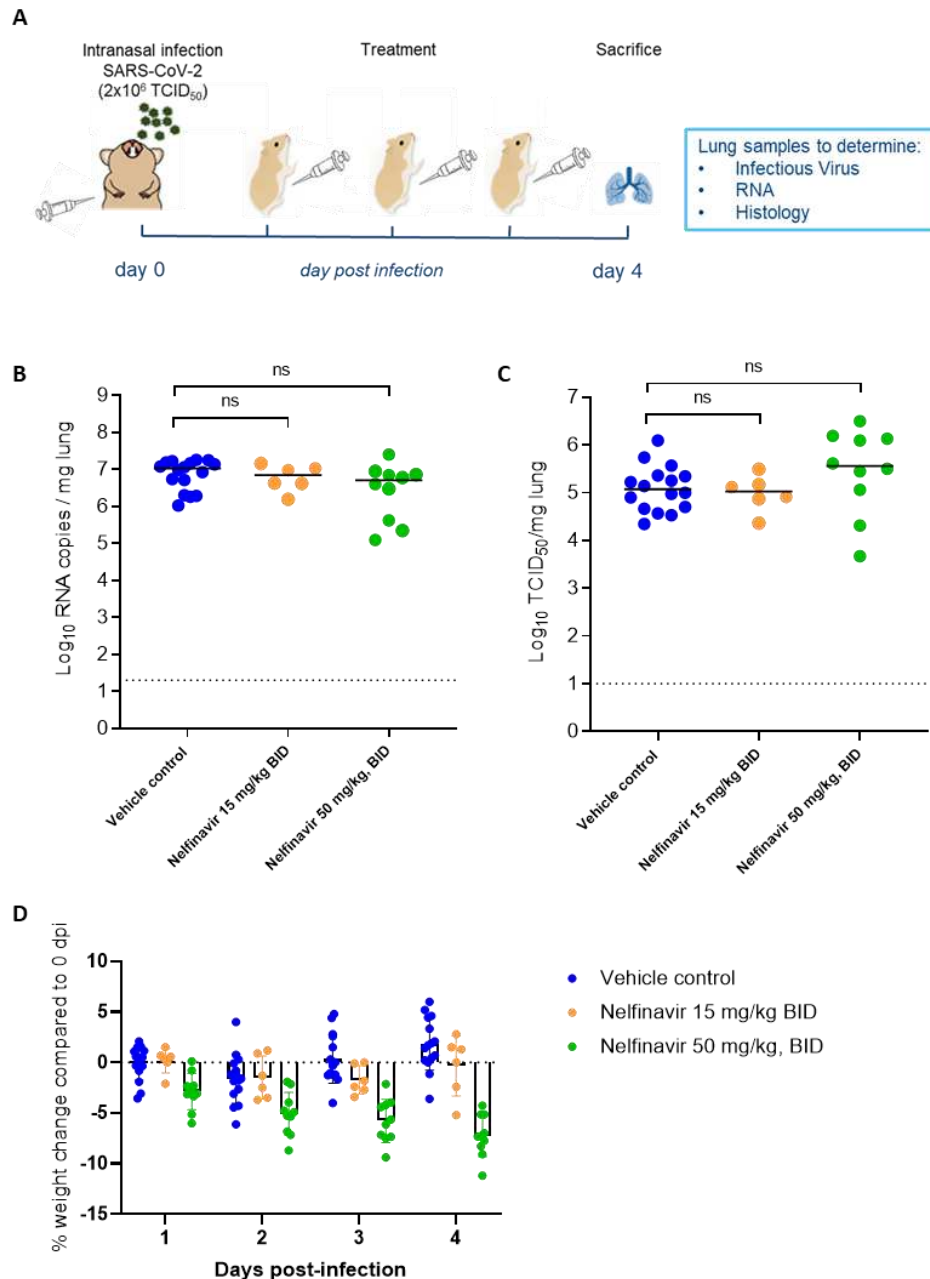 A
Intranasal infection
SARS-CoV-2
(2x10⁶ TCID₅₀)
Treatment
Sacrifice
Lung samples to determine:
• Infectious Virus
• RNA
• Histology
day 0
day post infection
day 4
B
ns
ns
Log₁₀ RNA copies / mg lung
9
8
7
6
5
4
3
2
1
0
Vehicle control
Nelfinavir 15 mg/kg BID
Nelfinavir 50 mg/kg, BID
C
ns
ns
Log₁₀ TCID₅₀/mg lung
7
6
5
4
3
2
1
0
Vehicle control
Nelfinavir 15 mg/kg BID
Nelfinavir 50 mg/kg, BID
D
% weight change compared to 0 dpi
10
5
0
-5
-10
-15
1
2
3
4
Days post-infection
Vehicle control
Nelfinavir 15 mg/kg BID
Nelfinavir 50 mg/kg, BID